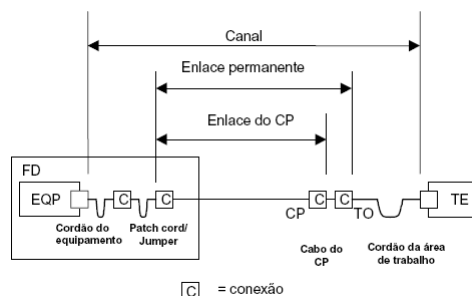 Canal
Enlace permanente
Enlace do CP
FD
EQP
C
C
C
C
TE
CP
TO
Cordão do
equipamento
Patch cord/
Jumper
Cabo do
CP
Cordão da área
de trabalho
C = conexão